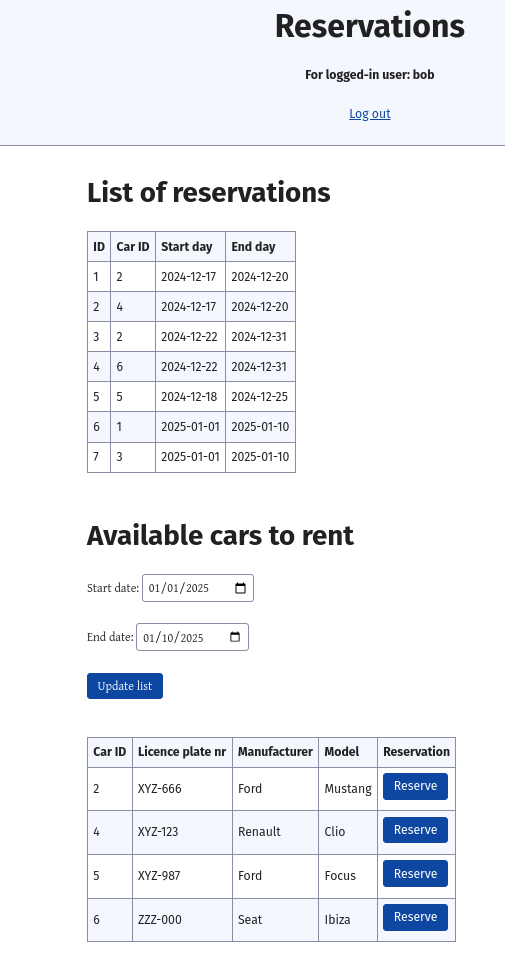 Reservations
For logged-in user: bob
Log out
List of reservations
ID Car ID Start day End day
1 2 2024-12-17 2024-12-20
2 4 2024-12-17 2024-12-20
3 2 2024-12-22 2024-12-31
4 6 2024-12-22 2024-12-31
5 5 2024-12-18 2024-12-25
6 1 2025-01-01 2025-01-10
7 3 2025-01-01 2025-01-10
Available cars to rent
Start date: 01/01/2025
End date: 01/10/2025
Update list
Car ID Licence plate nr Manufacturer Model Reservation
2 XYZ-666 Ford Mustang Reserve
4 XYZ-123 Renault Clio Reserve
5 XYZ-987 Ford Focus Reserve
6 ZZZ-000 Seat Ibiza Reserve